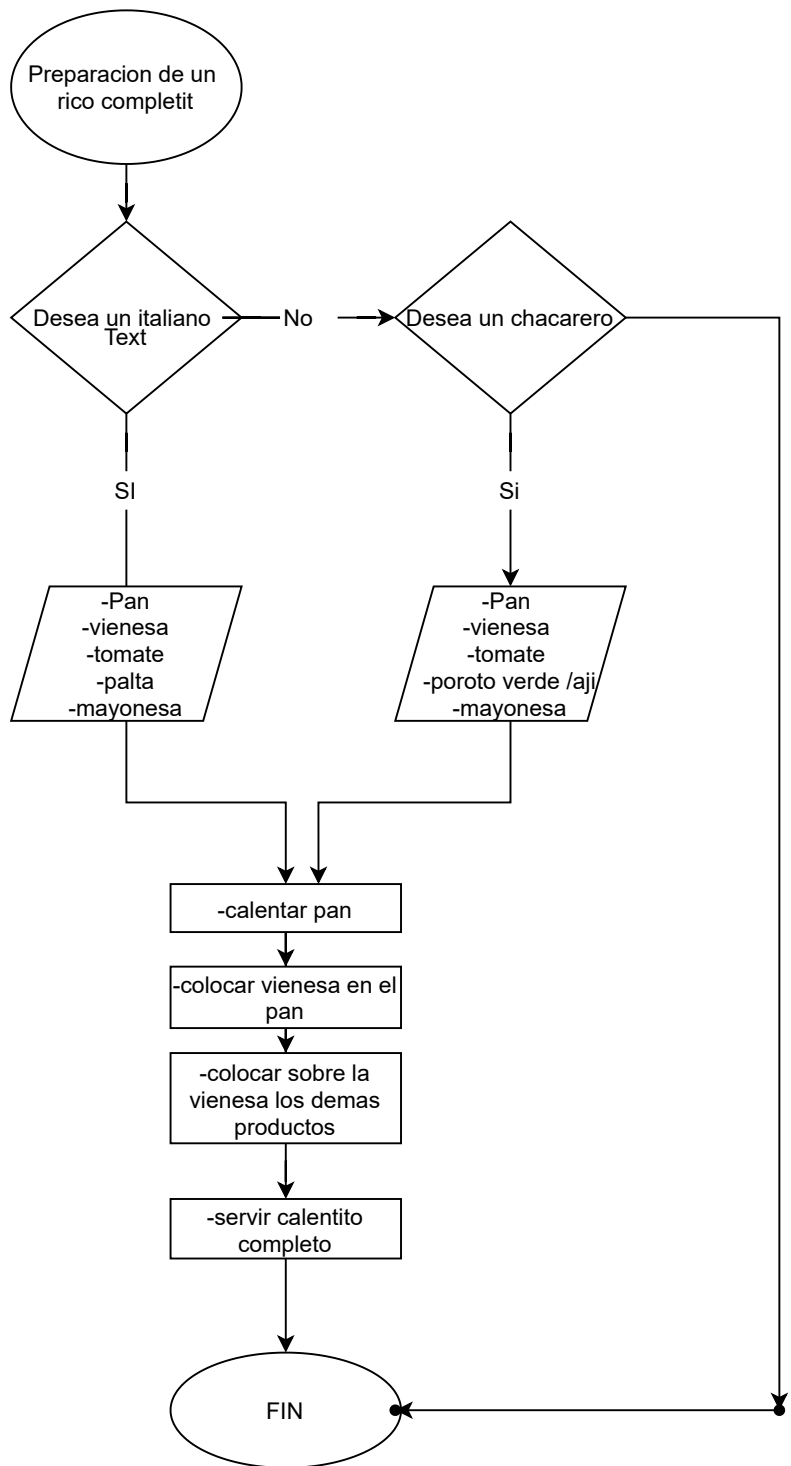 Preparacion de un
rico completit
Desea un italiano
Text
No
Desea un chacarero
SI
Si
-Pan
-vienesa
-tomate
-palta
-mayonesa
-Pan
-vienesa
-tomate
-poroto verde /aji
-mayonesa
-calentar pan
-colocar vienesa en el
pan
-colocar sobre la
vienesa los demas
productos
-servir calentito
completo
FIN